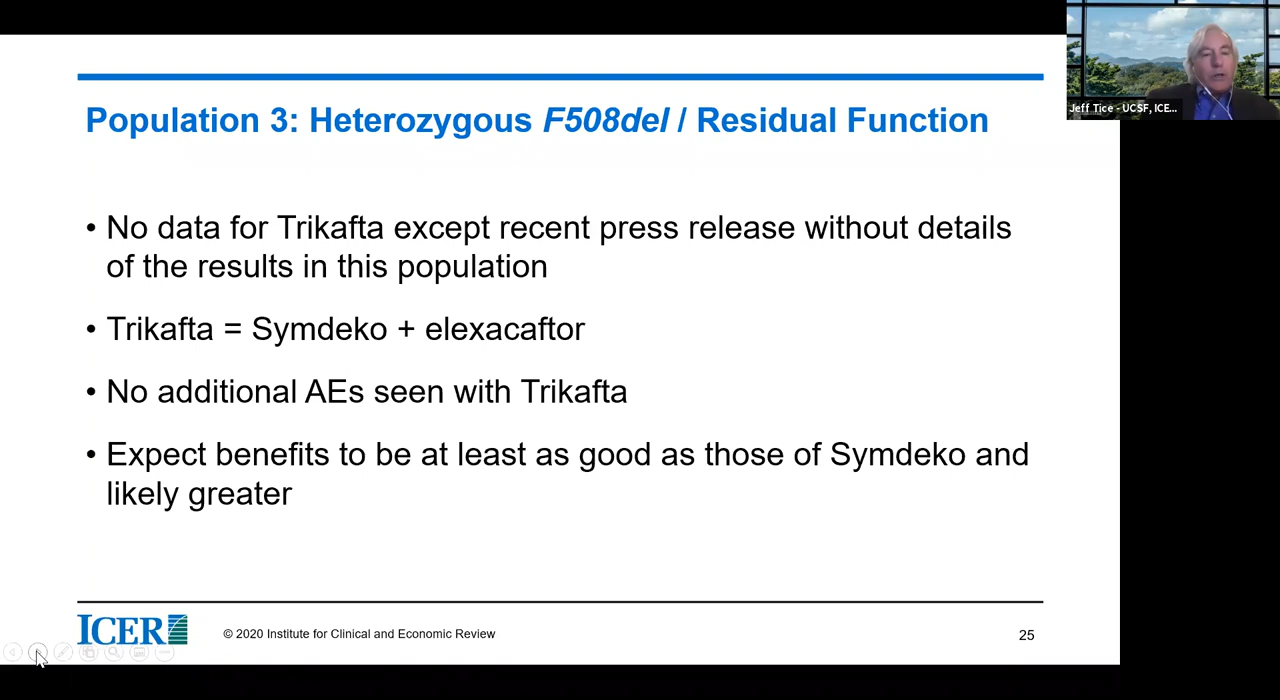 Jeff Tice - UCSF, ICE...
Population 3: Heterozygous F508del / Residual Function
• No data for Trikafta except recent press release without details
of the results in this population
• Trikafta = Symdeko + elexacaftor
• No additional AEs seen with Trikafta
• Expect benefits to be at least as good as those of Symdeko and
likely greater
ICER
© 2020 Institute for Clinical and Economic Review
25